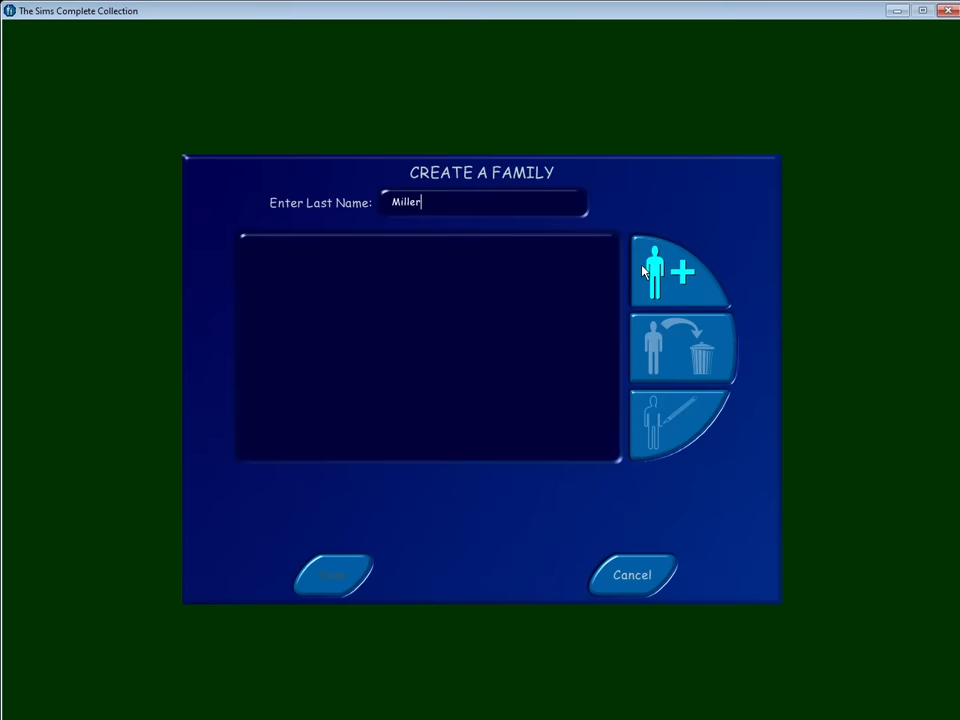 The Sims Complete Collection
CREATE A FAMILY
Enter Last Name: Miller
Cancel